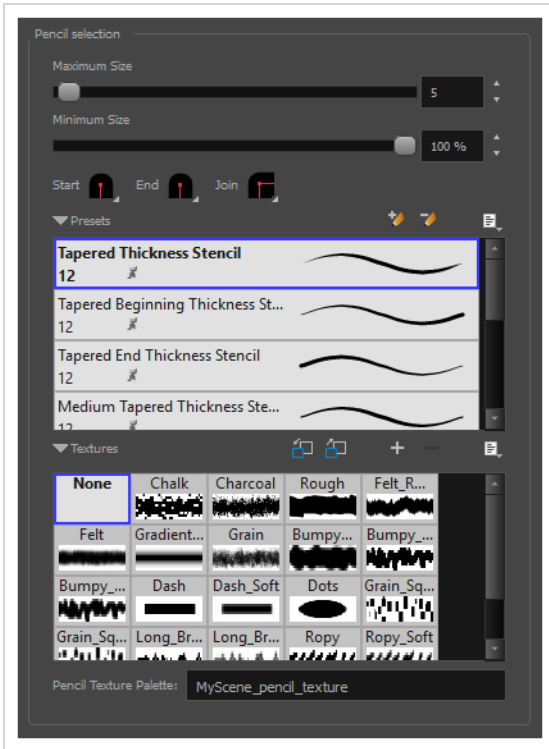 Pencil selection
Maximum Size
5
Minimum Size
100 %
Start End Join
Presets
Tapered Thickness Stencil
12
Tapered Beginning Thickness St...
12
Tapered End Thickness Stencil
12
Medium Tapered Thickness Ste...
12
Textures
None Chalk Charcoal Rough Felt_R...
Felt Gradient... Grain Bumpy... Bumpy_...
Bumpy_... Dash Dash_Soft Dots Grain_Sq...
Grain_Sq... Long_Br... Long_Br... Ropy Ropy_Soft
Pencil Texture Palette: MyScene_pencil_texture